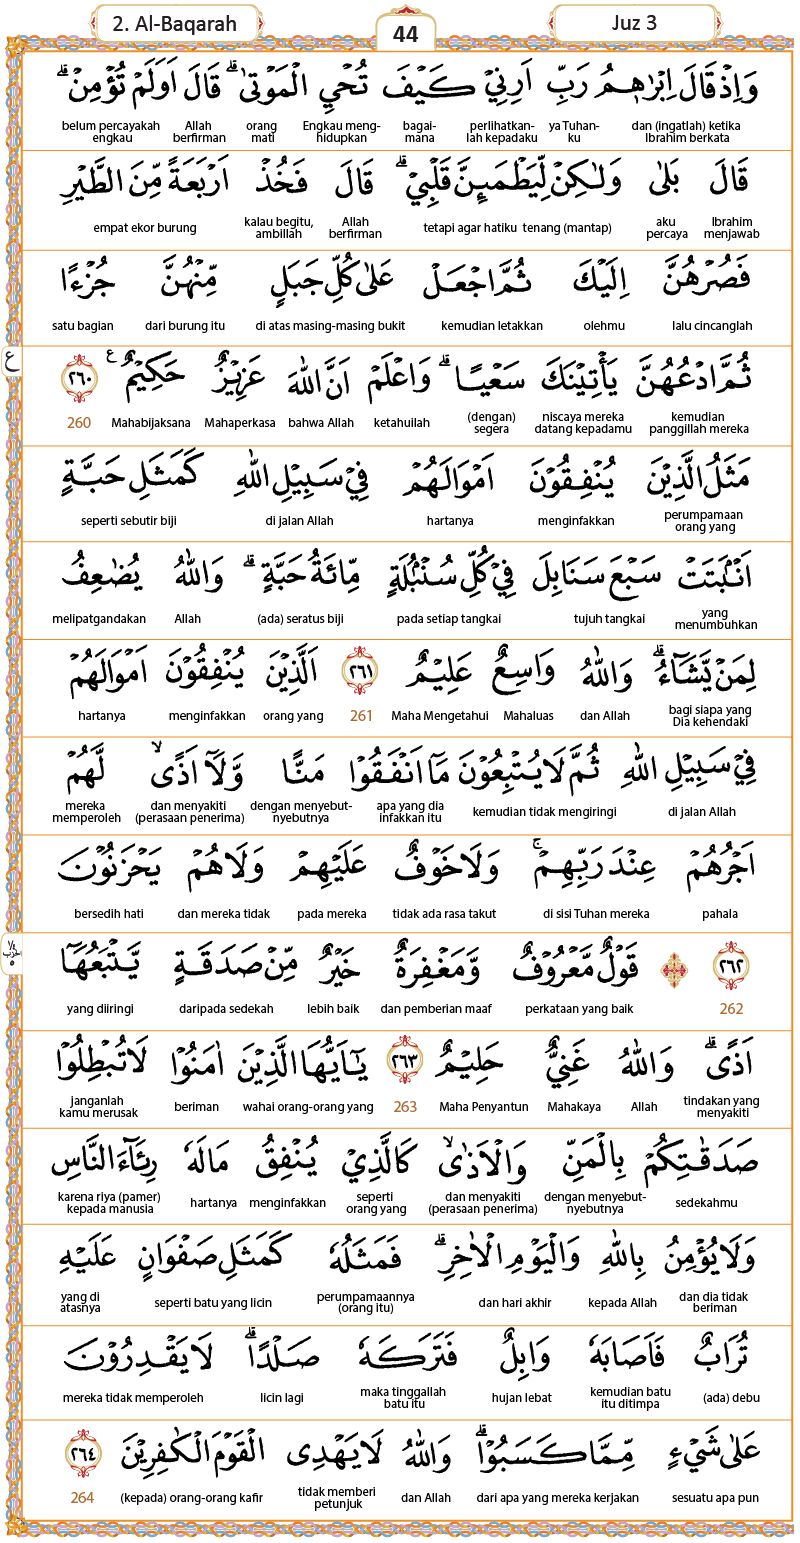 2. Al-Baqarah 44 Juz 3
وَاِذْ قَالَ اِبْرٰهٖمُ رَبِّ اَرِنِيْ كَيْفَ تُحْيِ الْمَوْتٰىۗ قَالَ اَوَلَمْ تُؤْمِنْۗ
dan (ingatlah) ketika Ibrahim berkata ya Tuhan-ku perlihatkan-lah kepadaku bagai-mana Engkau meng-hidupkan orang mati Allah berfirman belum percayakah engkau
قَالَ بَلٰى وَلٰكِنْ لِّيَطْمَىِٕنَّ قَلْبِيْۗ قَالَ فَخُذْ اَرْبَعَةً مِّنَ الطَّيْرِ
Ibrahim menjawab aku percaya tetapi agar hatiku tenang (mantap) Allah berfirman kalau begitu, ambillah empat ekor burung
فَصُرْهُنَّ اِلَيْكَ ثُمَّ اجْعَلْ عَلٰى كُلِّ جَبَلٍ مِّنْهُنَّ جُزْءًا
lalu cincanglah olehmu kemudian letakkan di atas masing-masing bukit dari burung itu satu bagian
ثُمَّ ادْعُهُنَّ يَأْتِيْنَكَ سَعْيًاۗ وَاعْلَمْ اَنَّ اللّٰهَ عَزِيْزٌ حَكِيْمٌ ࣖ ٢٦٠ ع
kemudian panggillah mereka niscaya mereka datang kepadamu (dengan) segera ketahuilah bahwa Allah Mahaperkasa Mahabijaksana 260
مَثَلُ الَّذِيْنَ يُنْفِقُوْنَ اَمْوَالَهُمْ فِيْ سَبِيْلِ اللّٰهِ كَمَثَلِ حَبَّةٍ
perumpamaan orang yang menginfakkan hartanya di jalan Allah seperti sebutir biji
اَنْۢبَتَتْ سَبْعَ سَنَابِلَ فِيْ كُلِّ سُنْۢبُلَةٍ مِّائَةُ حَبَّةٍۗ وَاللّٰهُ يُضٰعِفُ
yang menumbuhkan tujuh tangkai pada setiap tangkai (ada) seratus biji Allah melipatgandakan
لِمَنْ يَّشَاۤءُۗ وَاللّٰهُ وَاسِعٌ عَلِيْمٌ ٢٦١ اَلَّذِيْنَ يُنْفِقُوْنَ اَمْوَالَهُمْ
bagi siapa yang Dia kehendaki dan Allah Mahaluas Maha Mengetahui 261 orang yang menginfakkan hartanya
فِيْ سَبِيْلِ اللّٰهِ ثُمَّ لَا يُتْبِعُوْنَ مَآ اَنْفَقُوْا مَنًّا وَّلَآ اَذًىۙ لَّهُمْ
di jalan Allah kemudian tidak mengiringi apa yang dia infakkan itu dengan menyebut-nyebutnya dan menyakiti (perasaan penerima) mereka memperoleh
اَجْرُهُمْ عِنْدَ رَبِّهِمْۚ وَلَا خَوْفٌ عَلَيْهِمْ وَلَا هُمْ يَحْزَنُوْنَ
pahala di sisi Tuhan mereka tidak ada rasa takut pada mereka dan mereka tidak bersedih hati
٢٦٢ ۞ قَوْلٌ مَّعْرُوْفٌ وَّمَغْفِرَةٌ خَيْرٌ مِّنْ صَدَقَةٍ يَّتْبَعُهَآ
262 perkataan yang baik dan pemberian maaf lebih baik daripada sedekah yang diiringi
اَذًىۗ وَاللّٰهُ غَنِيٌّ حَلِيْمٌ ٢٦٣ يٰٓاَيُّهَا الَّذِيْنَ اٰمَنُوْا لَا تُبْطِلُوْا
tindakan yang menyakiti Allah Mahakaya Maha Penyantun 263 wahai orang-orang yang beriman janganlah kamu merusak
صَدَقٰتِكُمْ بِالْمَنِّ وَالْاَذٰىۙ كَالَّذِيْ يُنْفِقُ مَالَهٗ رِئَاۤءَ النَّاسِ
sedekahmu dengan menyebut-nyebutnya dan menyakiti (perasaan penerima) seperti orang yang menginfakkan hartanya karena riya (pamer) kepada manusia
وَلَا يُؤْمِنُ بِاللّٰهِ وَالْيَوْمِ الْاٰخِرِۗ فَمَثَلُهٗ كَمَثَلِ صَفْوَانٍ عَلَيْهِ
dan dia tidak beriman kepada Allah dan hari akhir perumpamaannya (orang itu) seperti batu yang licin yang di atasnya
تُرَابٌ فَاَصَابَهٗ وَابِلٌ فَتَرَكَهٗ صَلْدًاۗ لَا يَقْدِرُوْنَ
(ada) debu kemudian batu itu ditimpa hujan lebat maka tinggallah batu itu licin lagi mereka tidak memperoleh
عَلٰى شَيْءٍ مِّمَّا كَسَبُوْاۗ وَاللّٰهُ لَا يَهْدِى الْقَوْمَ الْكٰفِرِيْنَ ٢٦٤
sesuatu apa pun dari apa yang mereka kerjakan dan Allah tidak memberi petunjuk (kepada) orang-orang kafir 264